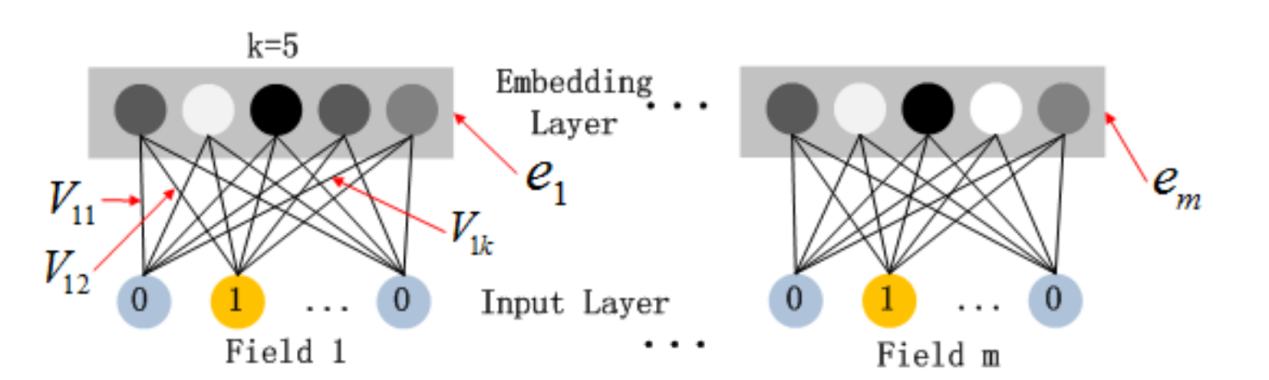 k=5
Embedding
Layer
...
e1
em
V11
V12
V1k
0 1 ... 0
Input Layer
...
0 1 ... 0
Field 1
Field m